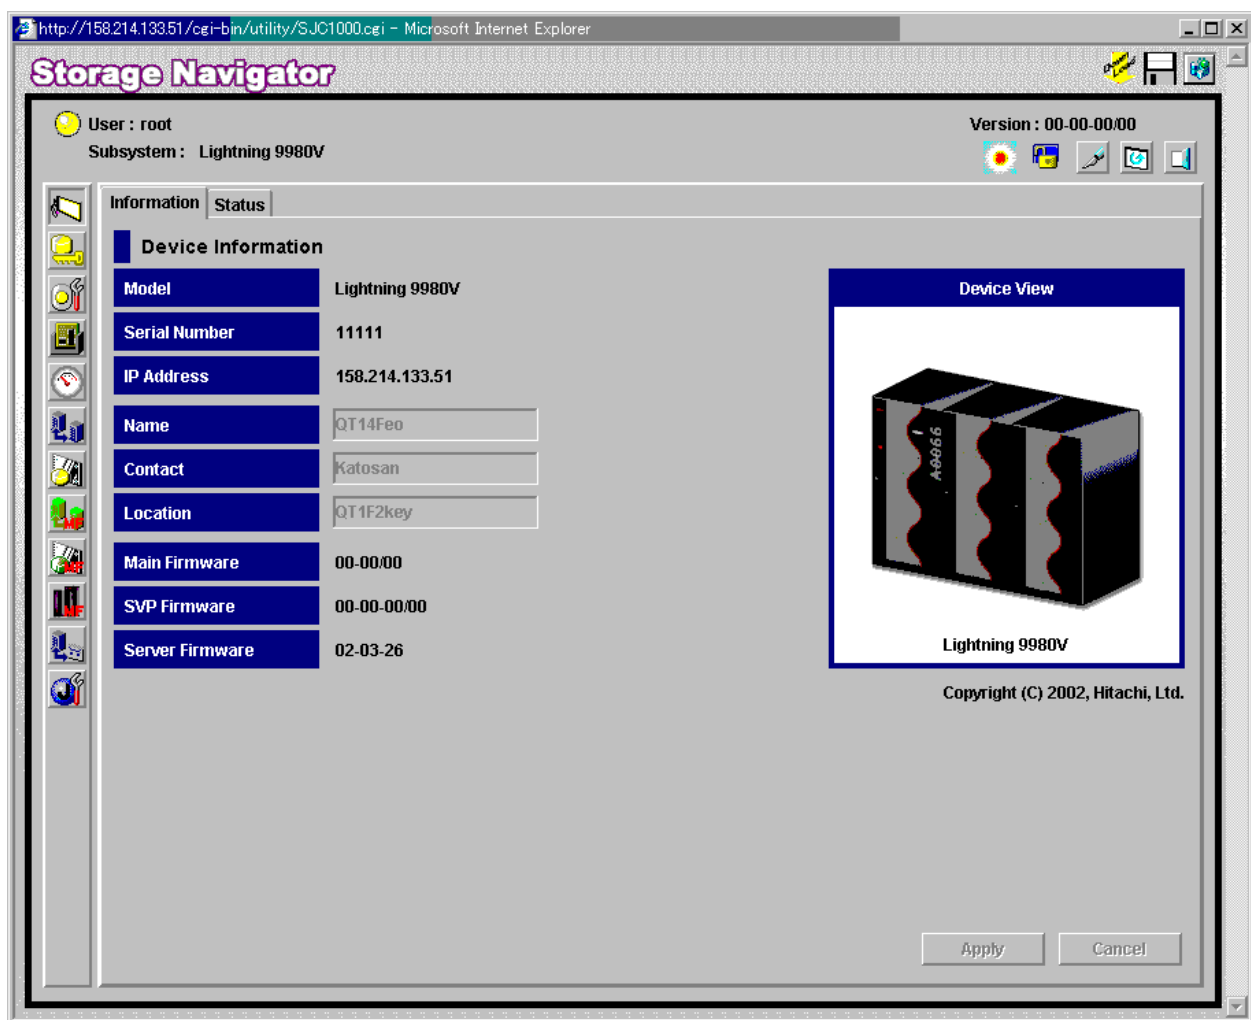 http://158.214.133.51/cgi-bin/utility/SJC1000.cgi - Microsoft Internet Explorer
Storage Navigator
User : root
Version : 00-00-00/00
Subsystem : Lightning 9980V
Information Status
Device Information
Model Lightning 9980V
Serial Number 11111
IP Address 158.214.133.51
Name QT14Feo
Contact Katosan
Location QT1F2key
Main Firmware 00-00/00
SVP Firmware 00-00-00/00
Server Firmware 02-03-26
Device View
Lightning 9980V
Copyright (C) 2002, Hitachi, Ltd.
Apply Cancel